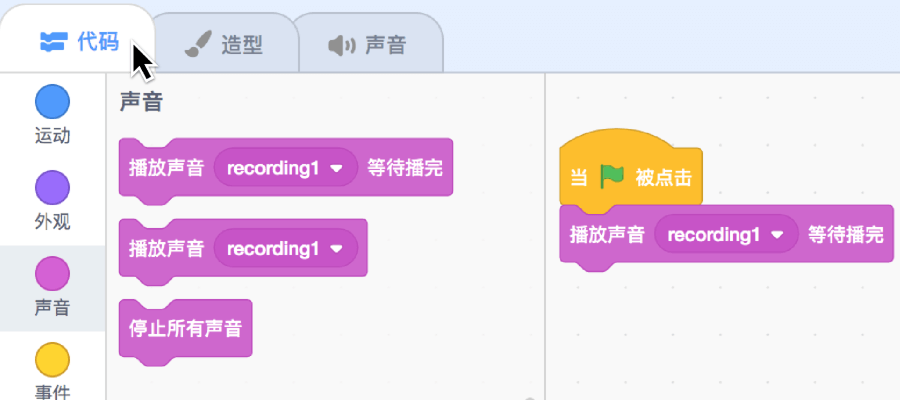 代码 造型 声音
运动
外观
声音
事件
声音
播放声音 recording1 等待播完
播放声音 recording1
停止所有声音
当 被点击
播放声音 recording1 等待播完